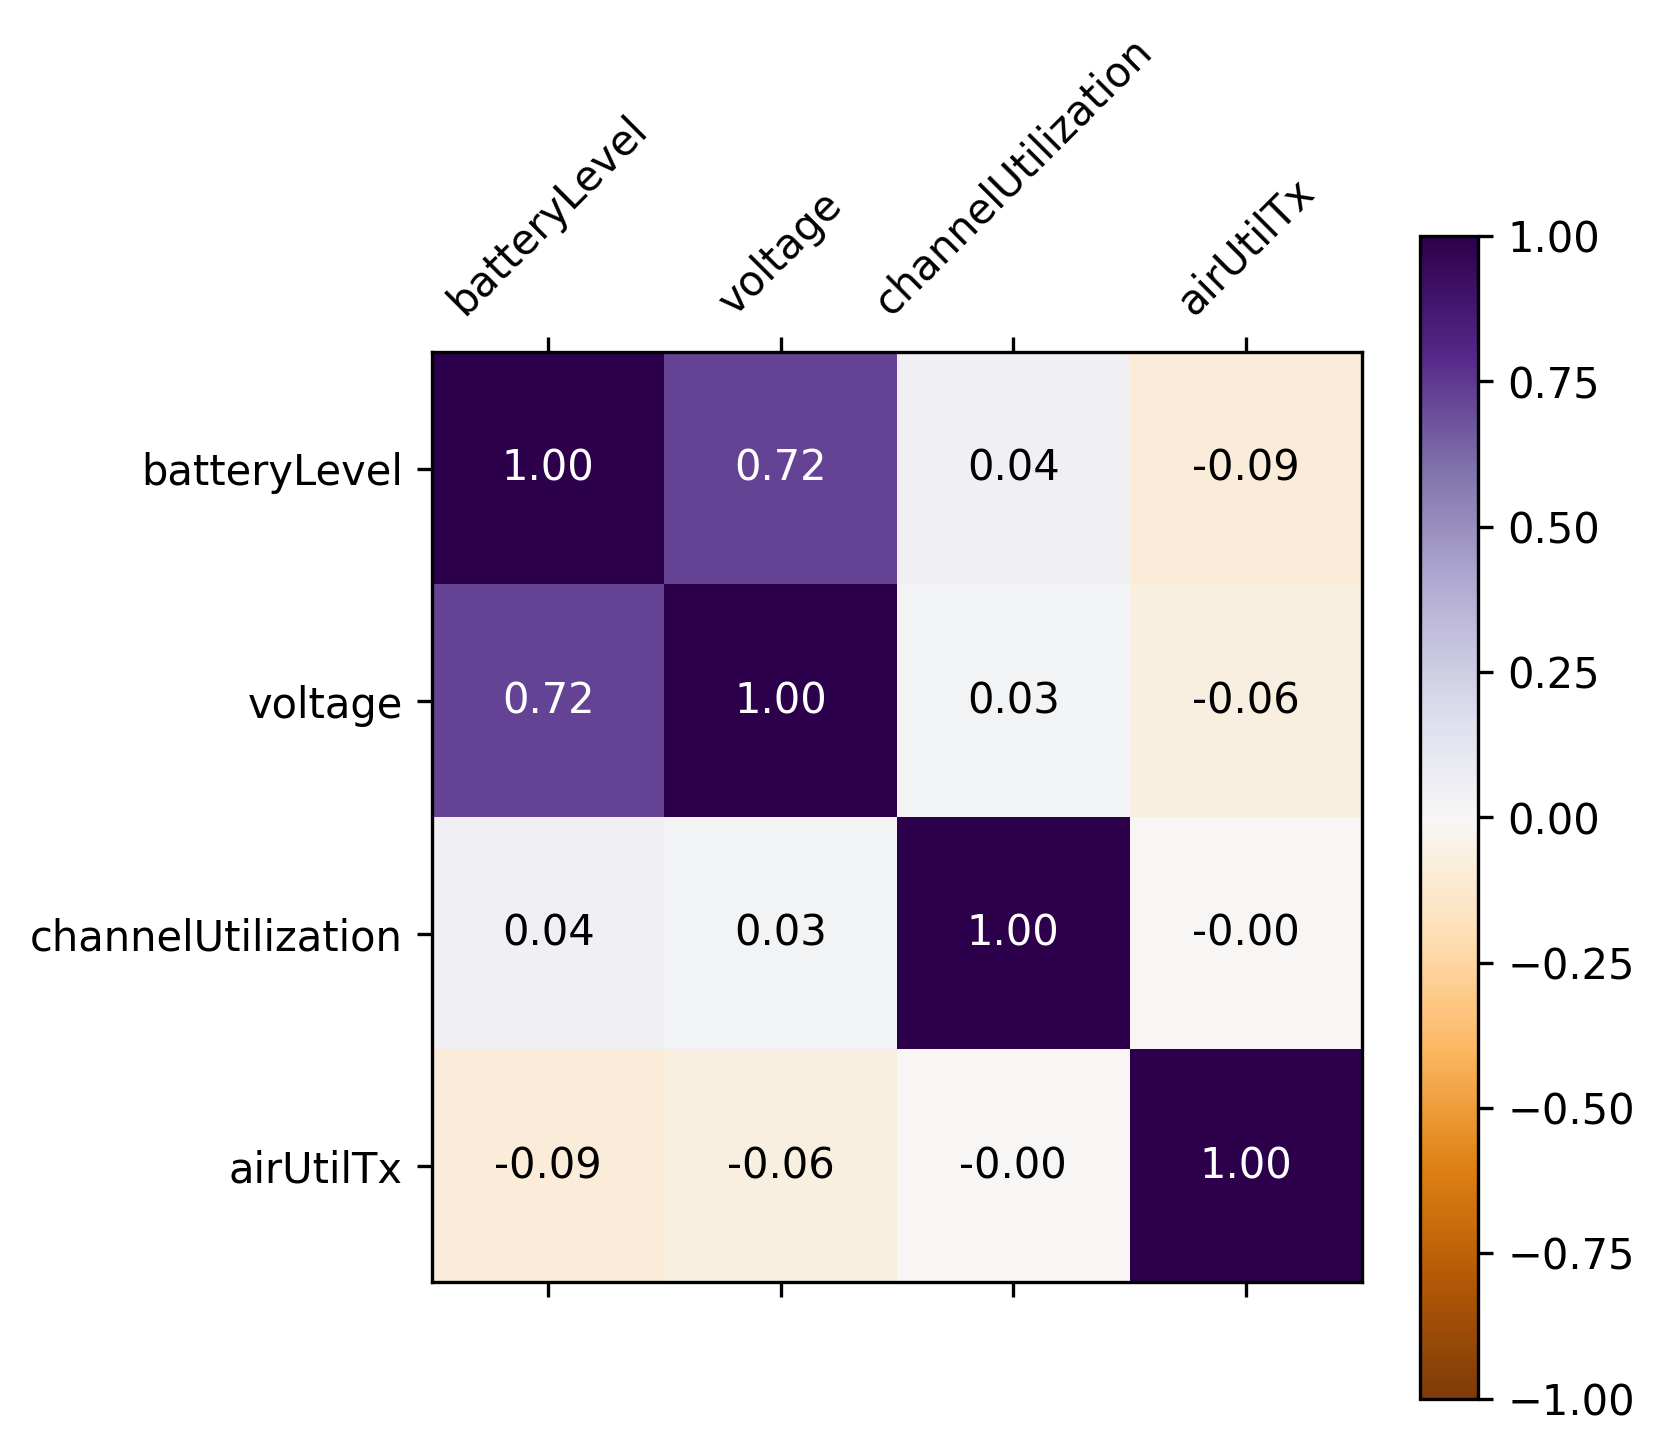 batteryLevel
voltage
channelUtilization
airUtilTx
batteryLevel 1.00 0.72 0.04 -0.09
voltage 0.72 1.00 0.03 -0.06
channelUtilization 0.04 0.03 1.00 -0.00
airUtilTx -0.09 -0.06 -0.00 1.00
1.00
0.75
0.50
0.25
0.00
−0.25
−0.50
−0.75
−1.00